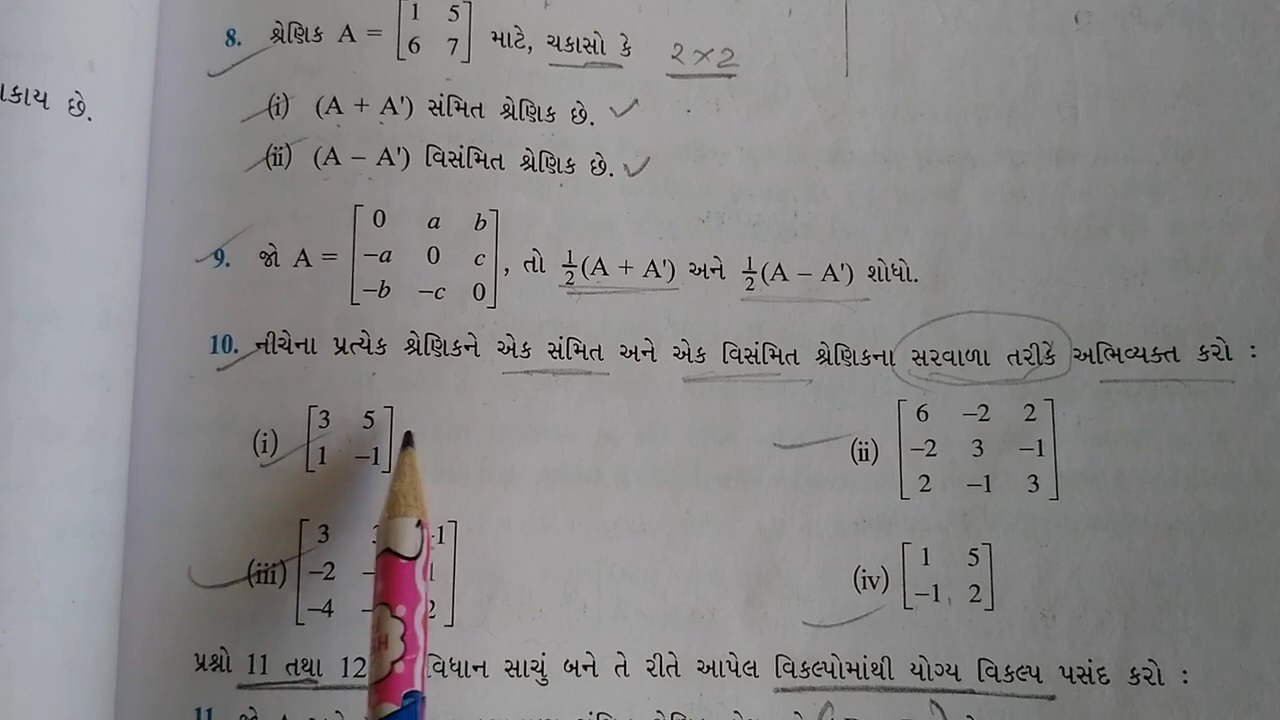 8. શ્રેણિક A = [1 5 6 7] માટે, ચકાસો કે 2 × 2
(i) (A + A') સંમિત શ્રેણિક છે.
(ii) (A – A') વિસંમિત શ્રેણિક છે.
કાય છે.
9. જો A = [0 a b –a 0 c –b –c 0], તો 1/2(A + A') અને 1/2(A – A') શોધો.
10. નીચેના પ્રત્યેક શ્રેણિકને એક સંમિત અને એક વિસંમિત શ્રેણિકના સરવાળા તરીકે અભિવ્યક્ત કરો :
(i) [3 5 1 –1] (ii) [6 –2 2 –2 3 –1 2 –1 3]
(iii) [3 –2 –4 (iv) [1 5 –1 2]
પ્રશ્નો 11 તથા 12 વિધાન સાચું બને તે રીતે આપેલ વિકલ્પોમાંથી યોગ્ય વિકલ્પ પસંદ કરો :